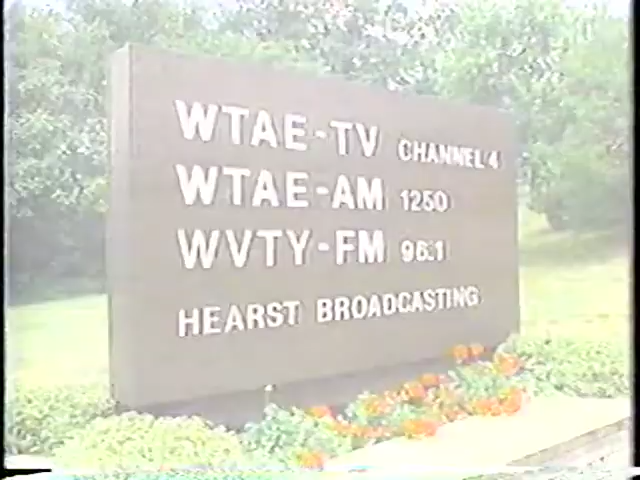 WTAE-TV CHANNEL 4
WTAE-AM 1250
WVTY-FM 96.1
HEARST BROADCASTING